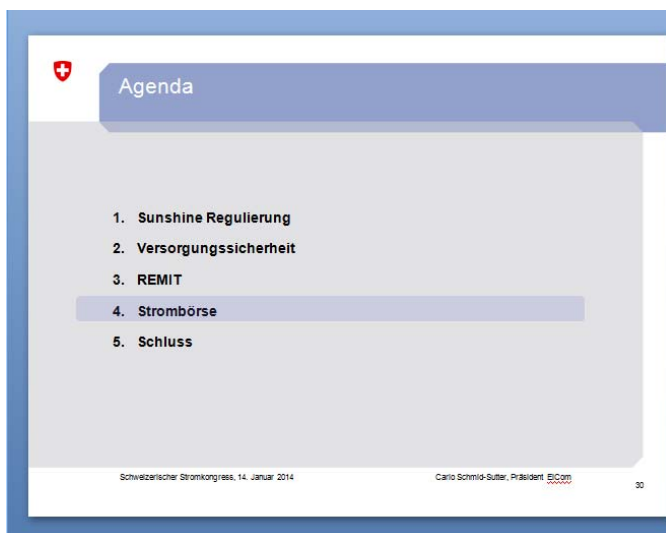 Agenda
1. Sunshine Regulierung
2. Versorgungssicherheit
3. REMIT
4. Strombörse
5. Schluss
Schweizerischer Stromkongress, 14. Januar 2014
Carlo Schmid-Sutter, Präsident ElCom
30